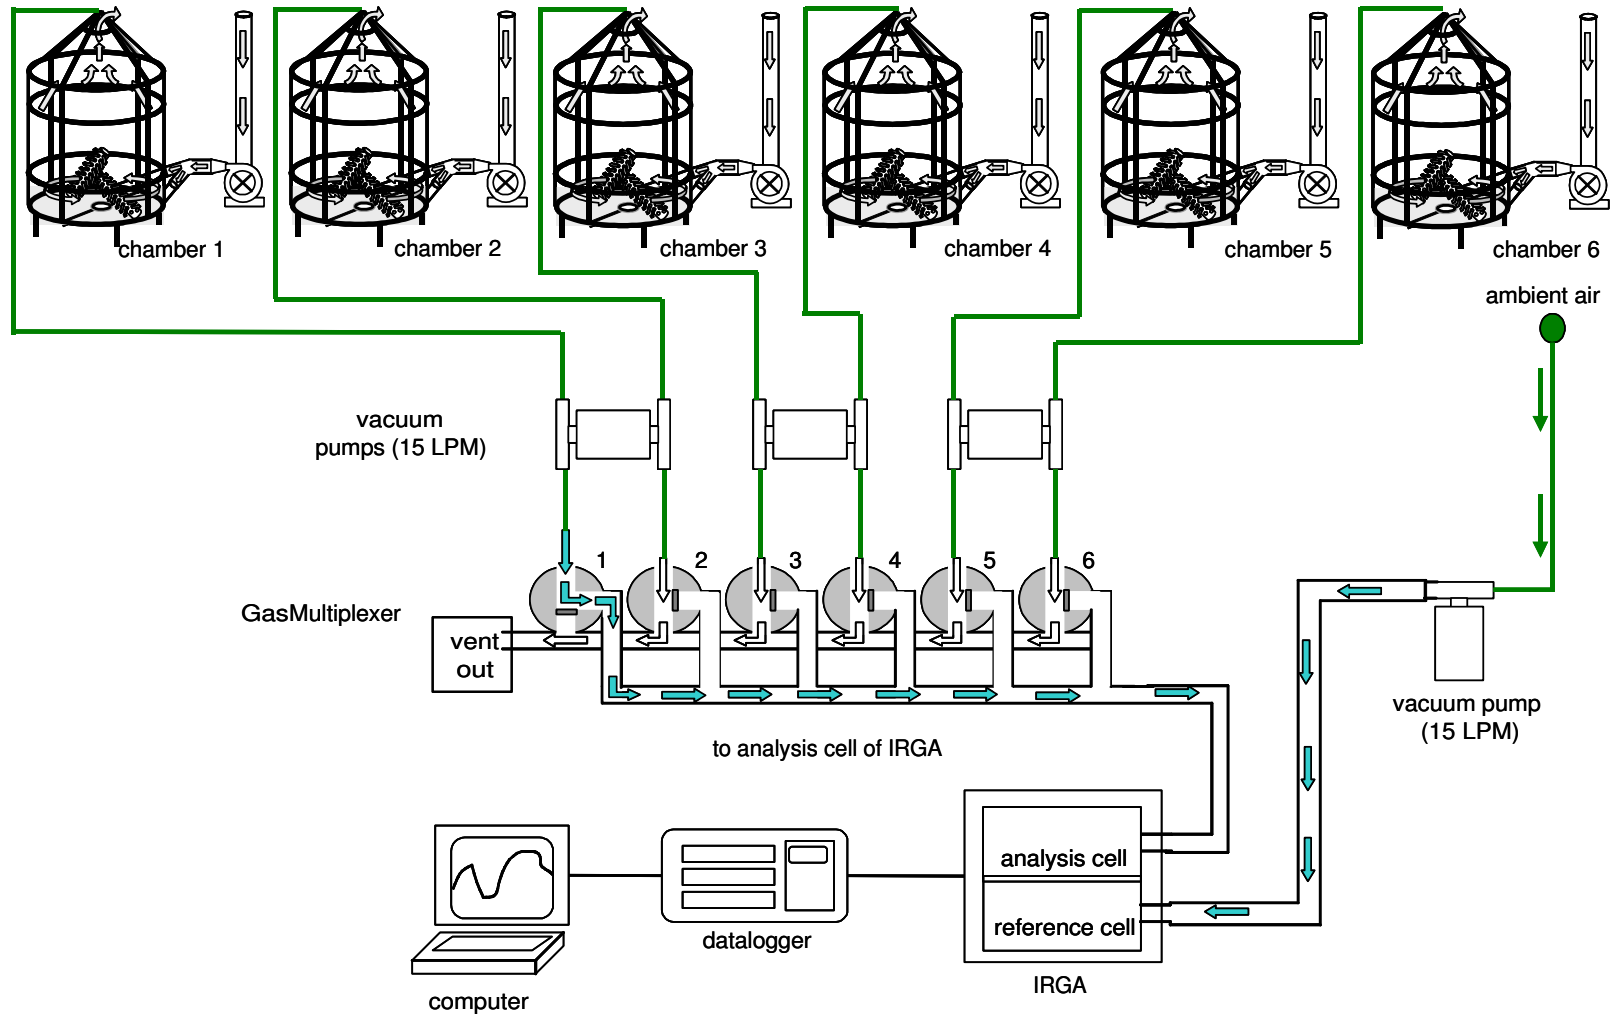 chamber 1
chamber 2
chamber 3
chamber 4
chamber 5
chamber 6
ambient air
vacuum
pumps (15 LPM)
1
2
3
4
5
6
GasMultiplexer
vent
out
vacuum pump
(15 LPM)
to analysis cell of IRGA
analysis cell
reference cell
datalogger
IRGA
computer